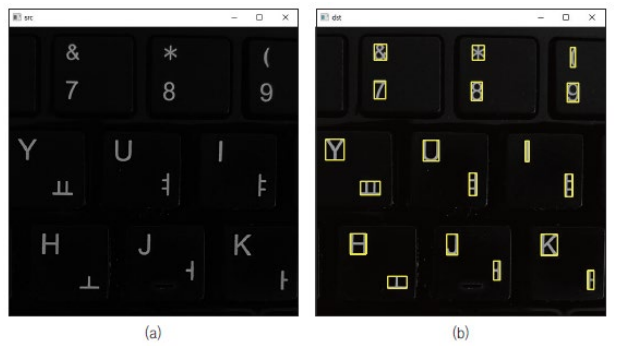 src
& * (
7 8 9
Y U I
ㅛ ㅕ ㅑ
H J K
ㅗ ㅓ ㅏ
(a)
dst
& * (
7 8 9
Y U I
ㅛ ㅕ ㅑ
H J K
ㅗ ㅓ ㅏ
(b)